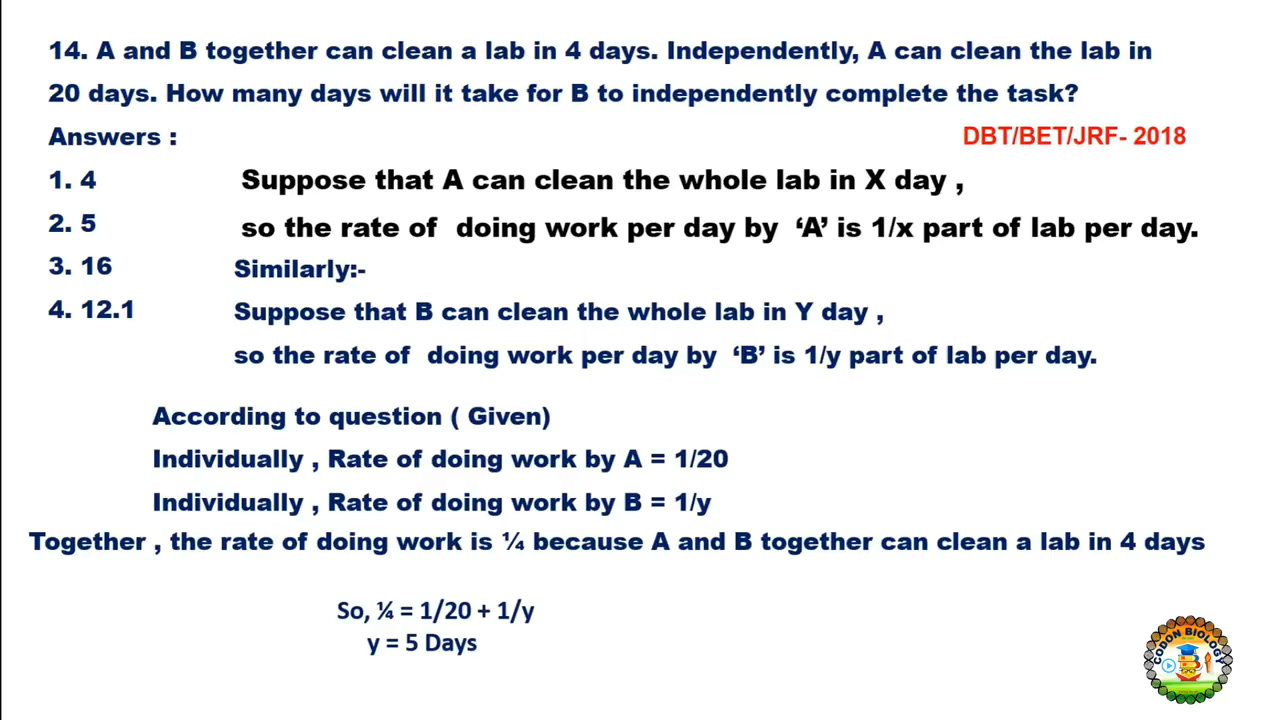 14. A and B together can clean a lab in 4 days. Independently, A can clean the lab in
20 days. How many days will it take for B to independently complete the task?
Answers :
DBT/BET/JRF- 2018
1. 4
2. 5
3. 16
4. 12.1
Suppose that A can clean the whole lab in X day ,
so the rate of doing work per day by ‘A’ is 1/x part of lab per day.
Similarly:-
Suppose that B can clean the whole lab in Y day ,
so the rate of doing work per day by ‘B’ is 1/y part of lab per day.
According to question ( Given)
Individually , Rate of doing work by A = 1/20
Individually , Rate of doing work by B = 1/y
Together , the rate of doing work is ¼ because A and B together can clean a lab in 4 days
So, ¼ = 1/20 + 1/y
y = 5 Days
CODON BIOLOGY